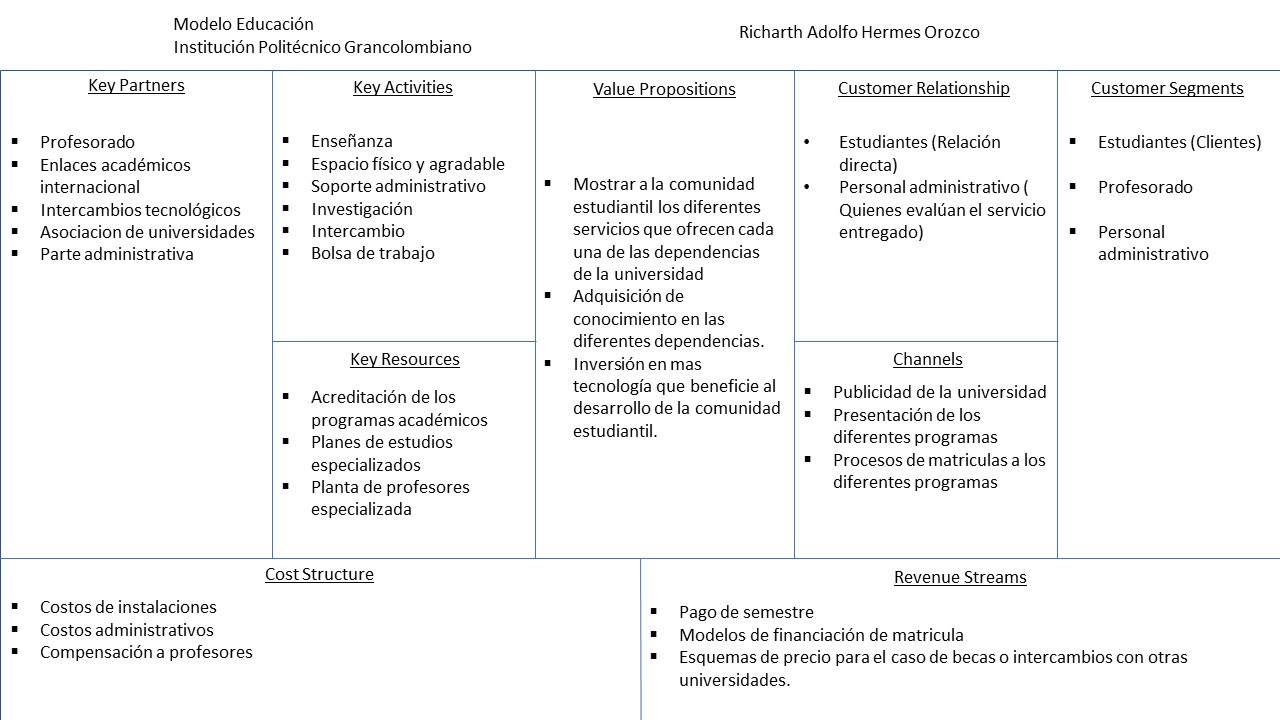 Modelo Educación
Institución Politécnico Grancolombiano
Richarth Adolfo Hermes Orozco
Key Partners
▪ Profesorado
▪ Enlaces académicos
internacional
▪ Intercambios tecnológicos
▪ Asociacion de universidades
▪ Parte administrativa
Key Activities
▪ Enseñanza
▪ Espacio físico y agradable
▪ Soporte administrativo
▪ Investigación
▪ Intercambio
▪ Bolsa de trabajo
Key Resources
▪ Acreditación de los
programas académicos
▪ Planes de estudios
especializados
▪ Planta de profesores
especializada
Value Propositions
▪ Mostrar a la comunidad
estudiantil los diferentes
servicios que ofrecen cada
una de las dependencias
de la universidad
▪ Adquisición de
conocimiento en las
diferentes dependencias.
▪ Inversión en mas
tecnología que beneficie al
desarrollo de la comunidad
estudiantil.
Customer Relationship
• Estudiantes (Relación
directa)
• Personal administrativo (
Quienes evalúan el servicio
entregado)
Channels
▪ Publicidad de la universidad
▪ Presentación de los
diferentes programas
▪ Procesos de matriculas a los
diferentes programas
Customer Segments
▪ Estudiantes (Clientes)
▪ Profesorado
▪ Personal
administrativo
Cost Structure
▪ Costos de instalaciones
▪ Costos administrativos
▪ Compensación a profesores
Revenue Streams
▪ Pago de semestre
▪ Modelos de financiación de matricula
▪ Esquemas de precio para el caso de becas o intercambios con otras
universidades.